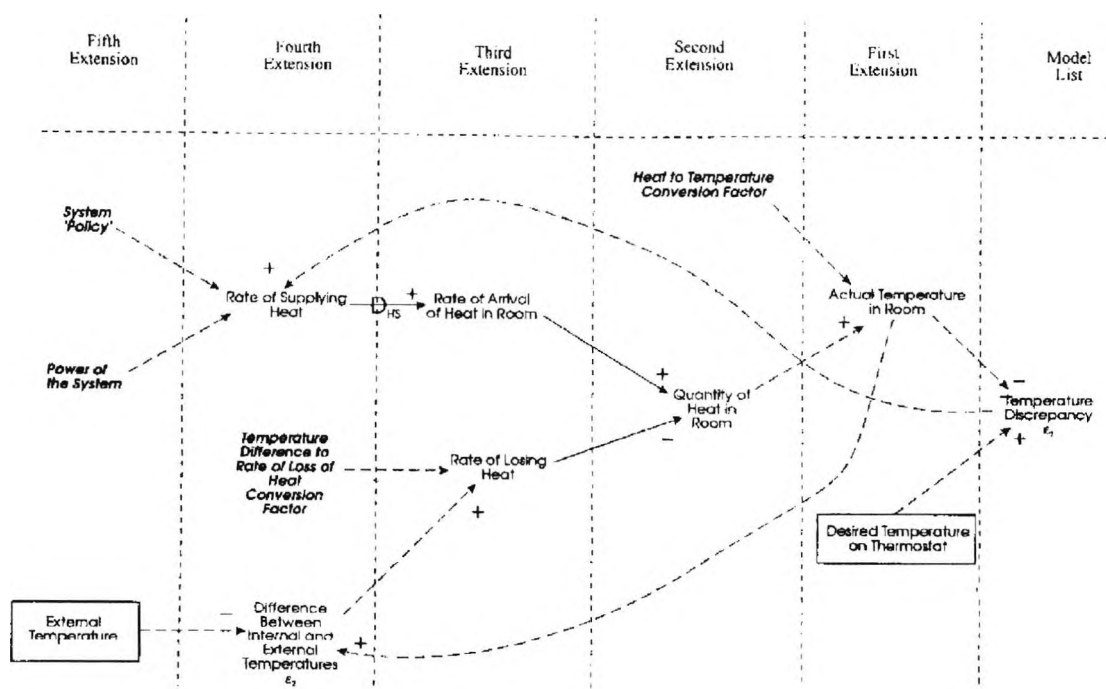 Fifth
Extension
Fourth
Extension
Third
Extension
Second
Extension
First
Extension
Model
List
Heat to Temperature
Conversion Factor
System
'Policy'
+
Rate of Supplying
Heat
D
HS
+
Rate of Arrival
of Heat in Room
Actual Temperature
in Room
+
Power of
the System
+
Quantity of
Heat in
Room
−
−
+
Temperature
Discrepancy
ε₁
+
Temperature
Difference to
Rate of Loss of
Heat
Conversion
Factor
Rate of Losing
Heat
+
Desired Temperature
on Thermostat
External
Temperature
−
Difference
Between
Internal and
External
Temperatures
ε₂
+